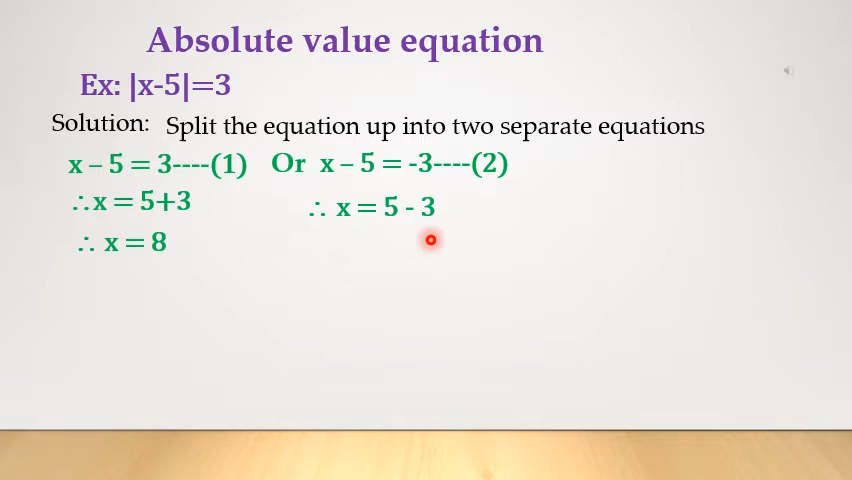 Absolute value equation
Ex: |x-5|=3
Solution: Split the equation up into two separate equations
x – 5 = 3----(1) Or x – 5 = -3----(2)
∴x = 5+3 ∴ x = 5 - 3
∴ x = 8